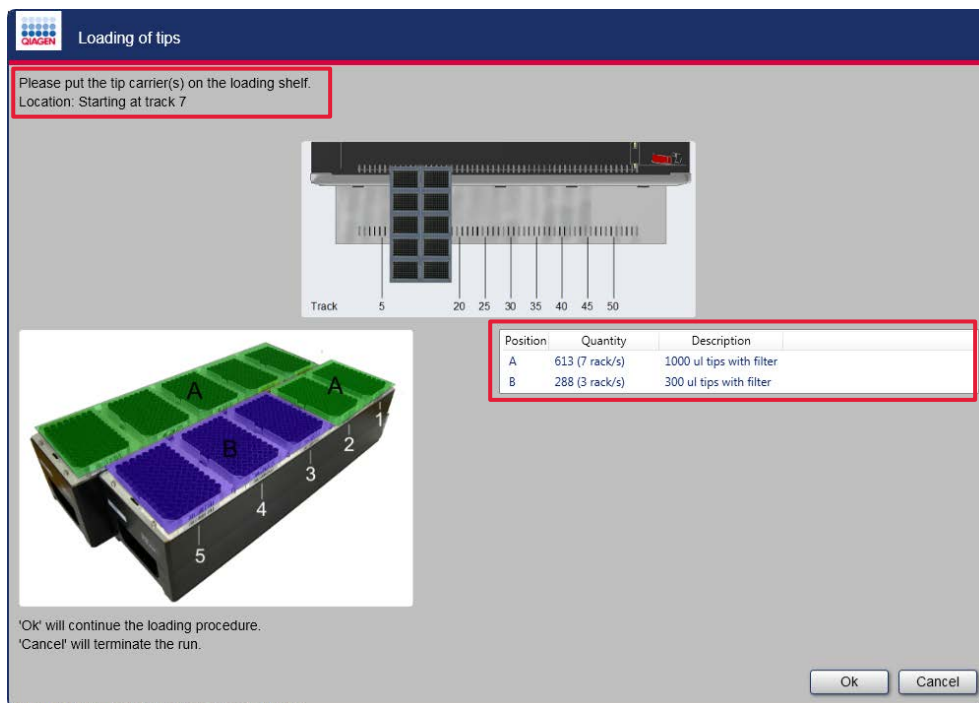 QIAGEN
Loading of tips
Please put the tip carrier(s) on the loading shelf.
Location: Starting at track 7
Track 5 20 25 30 35 40 45 50
Position Quantity Description
A 613 (7 rack/s) 1000 ul tips with filter
B 288 (3 rack/s) 300 ul tips with filter
A
A
B
1
2
3
4
5
'Ok' will continue the loading procedure.
'Cancel' will terminate the run.
Ok Cancel